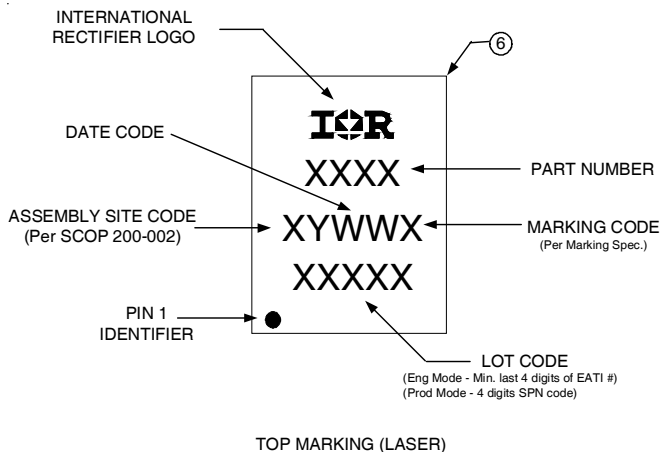 INTERNATIONAL
RECTIFIER LOGO
6
IOR
DATE CODE
XXXX
PART NUMBER
ASSEMBLY SITE CODE
(Per SCOP 200-002)
XYWWX
MARKING CODE
(Per Marking Spec.)
XXXXX
PIN 1
IDENTIFIER
LOT CODE
(Eng Mode - Min. last 4 digits of EATI #)
(Prod Mode - 4 digits SPN code)
TOP MARKING (LASER)